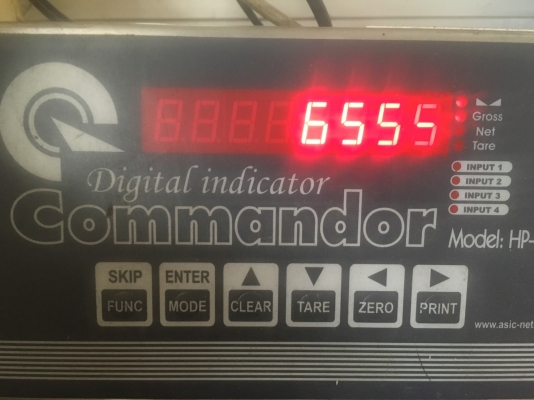 6555
Gross
Net
Tare
INPUT 1
INPUT 2
INPUT 3
INPUT 4
Digital indicator
Commandor
Model: HP-
SKIP ENTER
FUNC MODE CLEAR TARE ZERO PRINT
www.asic-net